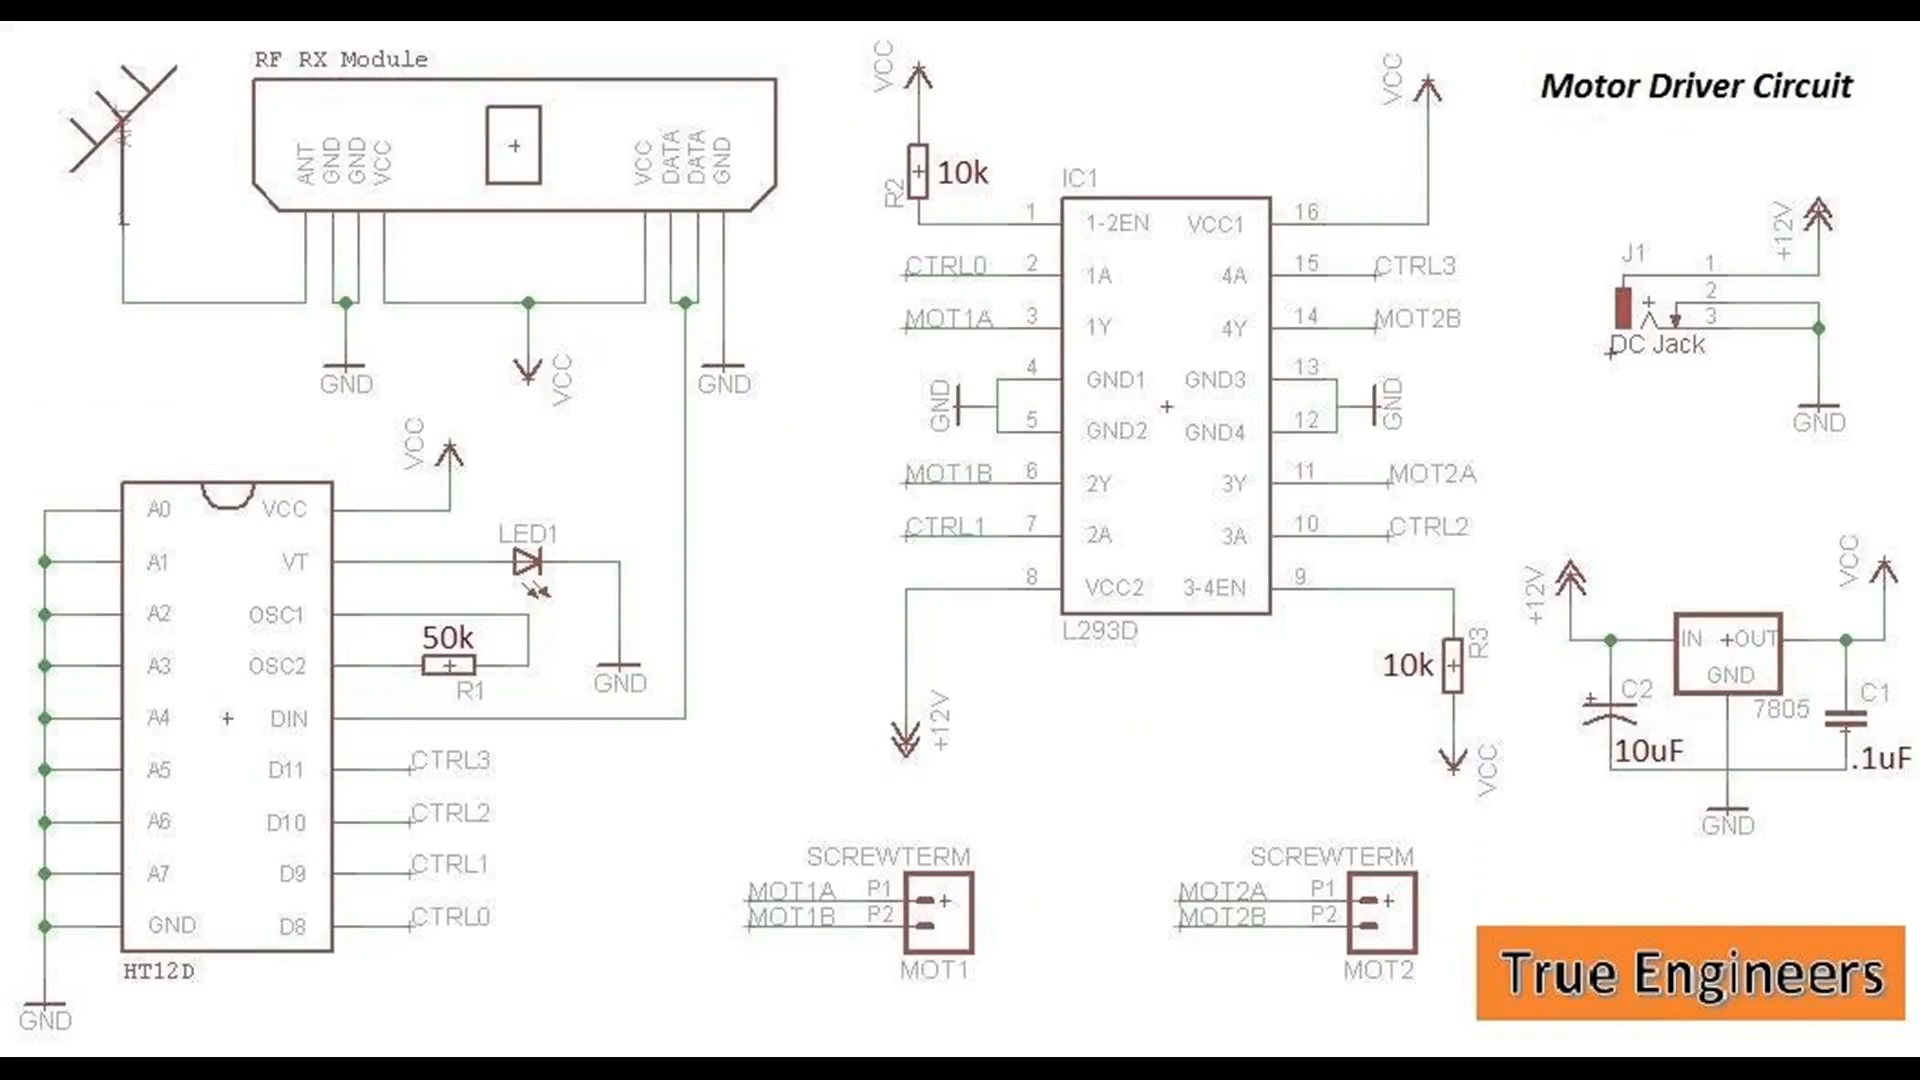 RF RX Module
ANT
GND
GND
VCC
VCC
DATA
DATA
GND
GND
VCC
GND
VCC
A0
A1
A2
A3
A4
A5
A6
A7
GND
VCC
VT
OSC1
OSC2
DIN
D11
D10
D9
D8
HT12D
GND
LED1
50k
R1
GND
CTRL3
CTRL2
CTRL1
CTRL0
VCC
R2
10k
IC1
VCC
1 1-2EN VCC1 16
CTRL0 2 1A 4A 15 CTRL3
MOT1A 3 1Y 4Y 14 MOT2B
4 GND1 GND3 13
GND GND
5 GND2 GND4 12
MOT1B 6 2Y 3Y 11 MOT2A
CTRL1 7 2A 3A 10 CTRL2
8 VCC2 3-4EN 9
L293D
+12V
10k
R3
VCC
SCREWTERM
MOT1A P1
MOT1B P2
MOT1
SCREWTERM
MOT2A P1
MOT2B P2
MOT2
Motor Driver Circuit
+12V
J1
1
2
3
DC Jack
GND
+12V
VCC
IN OUT
GND
7805
C2
10uF
C1
.1uF
GND
True Engineers